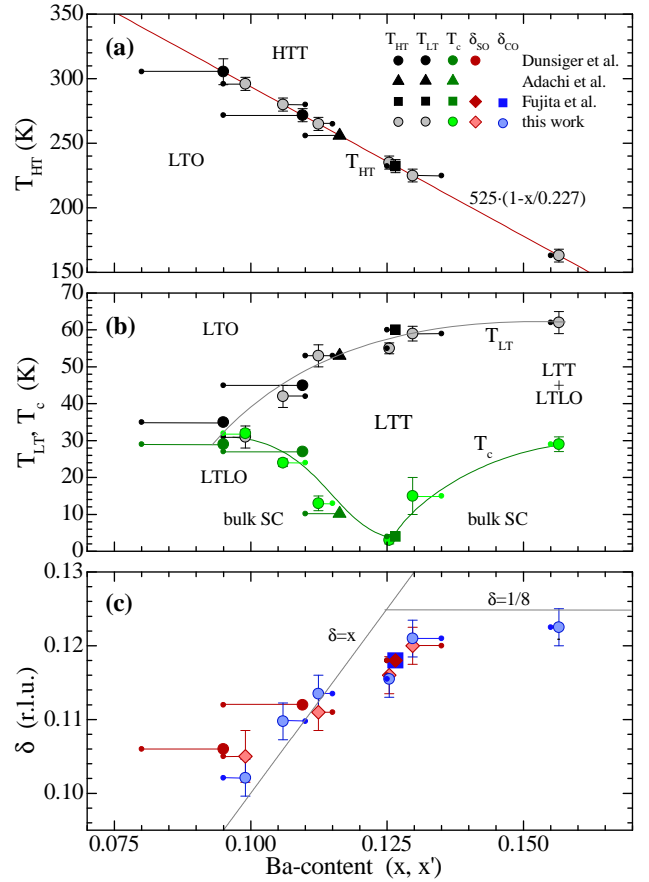 (a)
HTT
T_HT T_LT T_c δ_SO δ_CO
Dunsiger et al.
Adachi et al.
Fujita et al.
this work
LTO
T_HT
525·(1-x/0.227)
T_HT (K)
350
300
250
200
150
(b)
LTO
T_LT
LTT
+
LTLO
LTT
LTLO
T_c
bulk SC
bulk SC
T_LT, T_c (K)
70
60
50
40
30
20
10
0
(c)
δ=x
δ=1/8
δ (r.l.u.)
0.13
0.12
0.11
0.10
0.075 0.100 0.125 0.150
Ba-content (x, x')